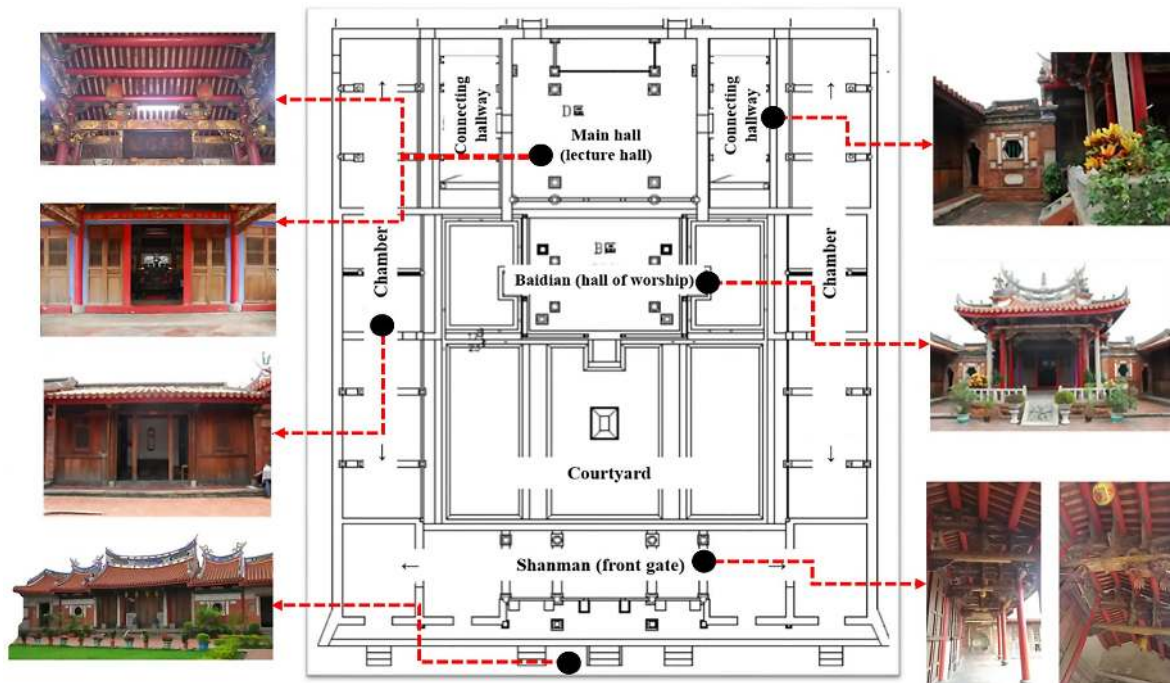 Connecting
hallway
Main hall
(lecture hall)
Connecting
hallway
Chamber
Baidian (hall of worship)
Chamber
Courtyard
Shanman (front gate)